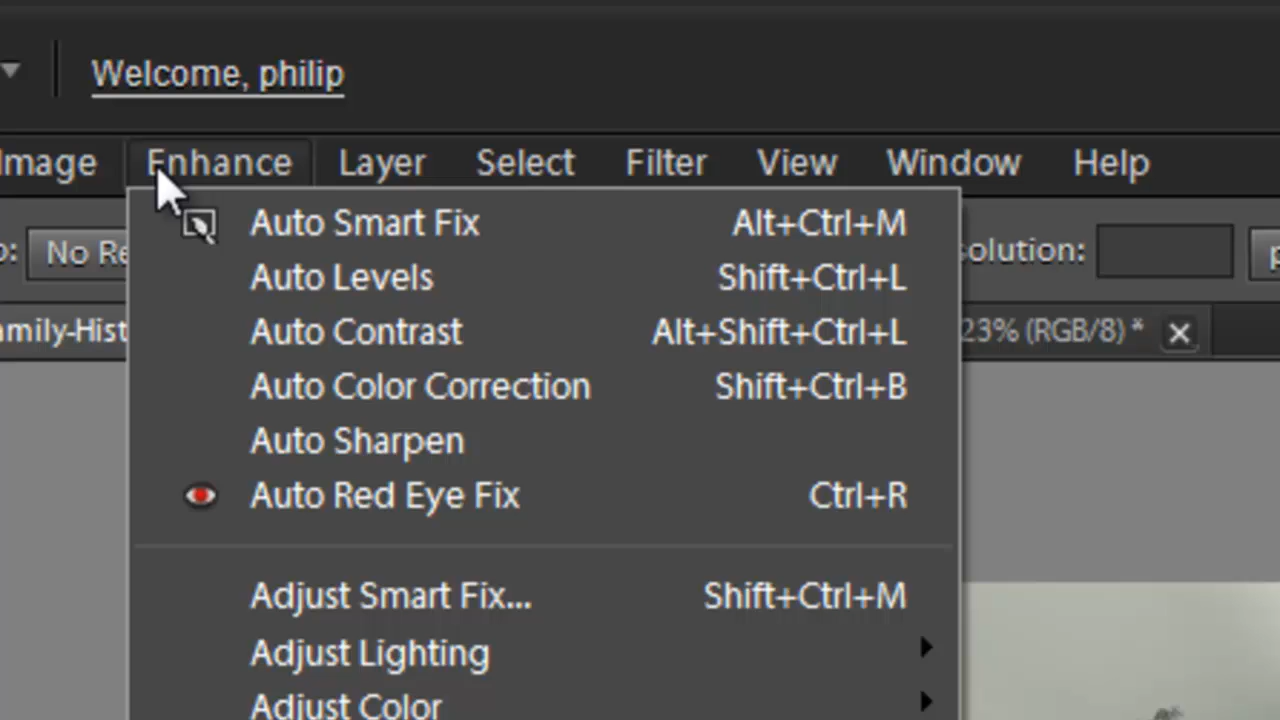 Welcome, philip
Image Enhance Layer Select Filter View Window Help
Auto Smart Fix Alt+Ctrl+M
No Re solution:
Auto Levels Shift+Ctrl+L
Auto Contrast Alt+Shift+Ctrl+L
amily-Hist 23% (RGB/8) *
Auto Color Correction Shift+Ctrl+B
Auto Sharpen
Auto Red Eye Fix Ctrl+R
Adjust Smart Fix... Shift+Ctrl+M
Adjust Lighting
Adjust Color